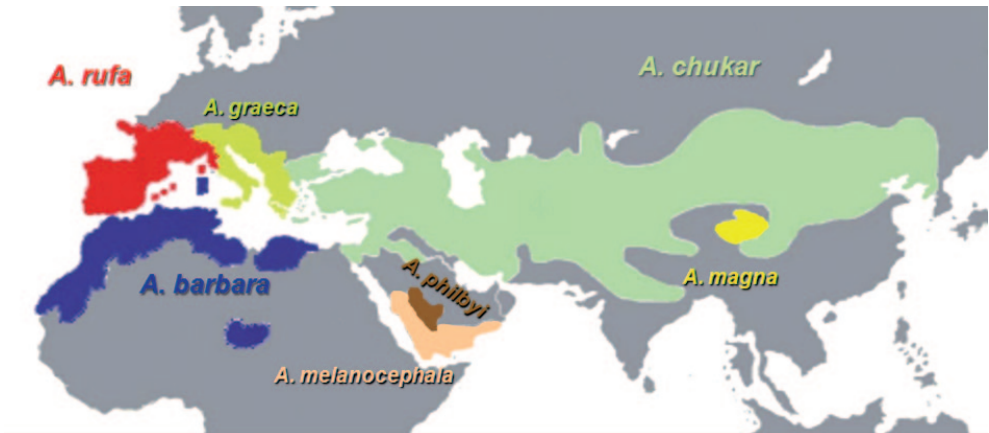 A. rufa
A. chukar
A. graeca
A. philbyi
A. magna
A. barbara
A. melanocephala